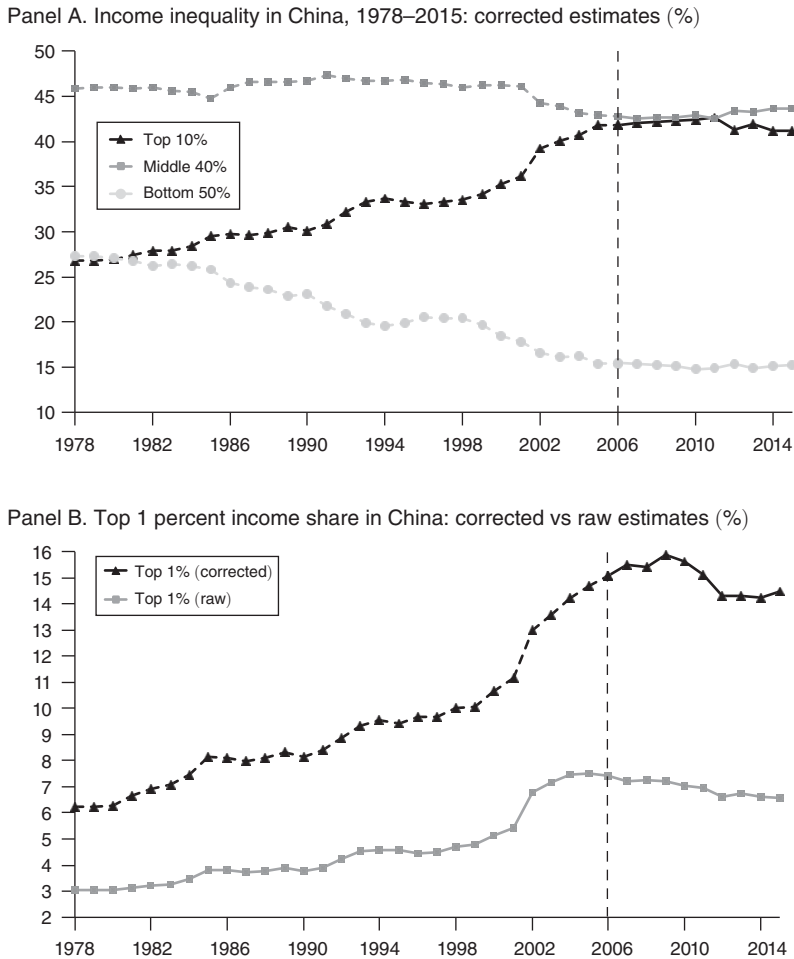 Panel A. Income inequality in China, 1978–2015: corrected estimates (%)
50
45
40
35
30
25
20
15
10
Top 10%
Middle 40%
Bottom 50%
1978 1982 1986 1990 1994 1998 2002 2006 2010 2014
Panel B. Top 1 percent income share in China: corrected vs raw estimates (%)
16
15
14
13
12
11
10
9
8
7
6
5
4
3
2
Top 1% (corrected)
Top 1% (raw)
1978 1982 1986 1990 1994 1998 2002 2006 2010 2014